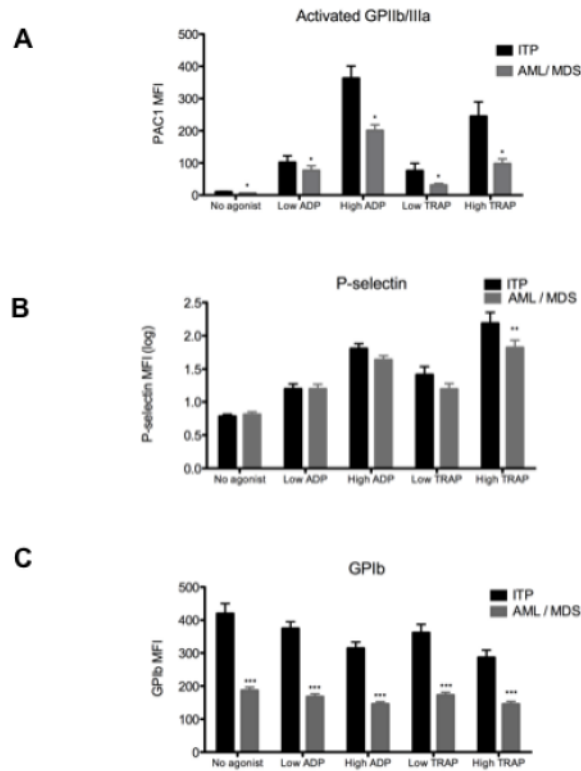 A
Activated GPIIb/IIIa
ITP
AML/ MDS
PAC1 MFI
500
400
300
200
100
0
*
*
*
*
*
No agonist Low ADP High ADP Low TRAP High TRAP
B
P-selectin
ITP
AML / MDS
P-selectin MFI (log)
2.5
2.0
1.5
1.0
0.5
0.0
**
No agonist Low ADP High ADP Low TRAP High TRAP
C
GPIb
ITP
AML / MDS
GPIb MFI
500
400
300
200
100
0
*** *** *** *** ***
No agonist Low ADP High ADP Low TRAP High TRAP